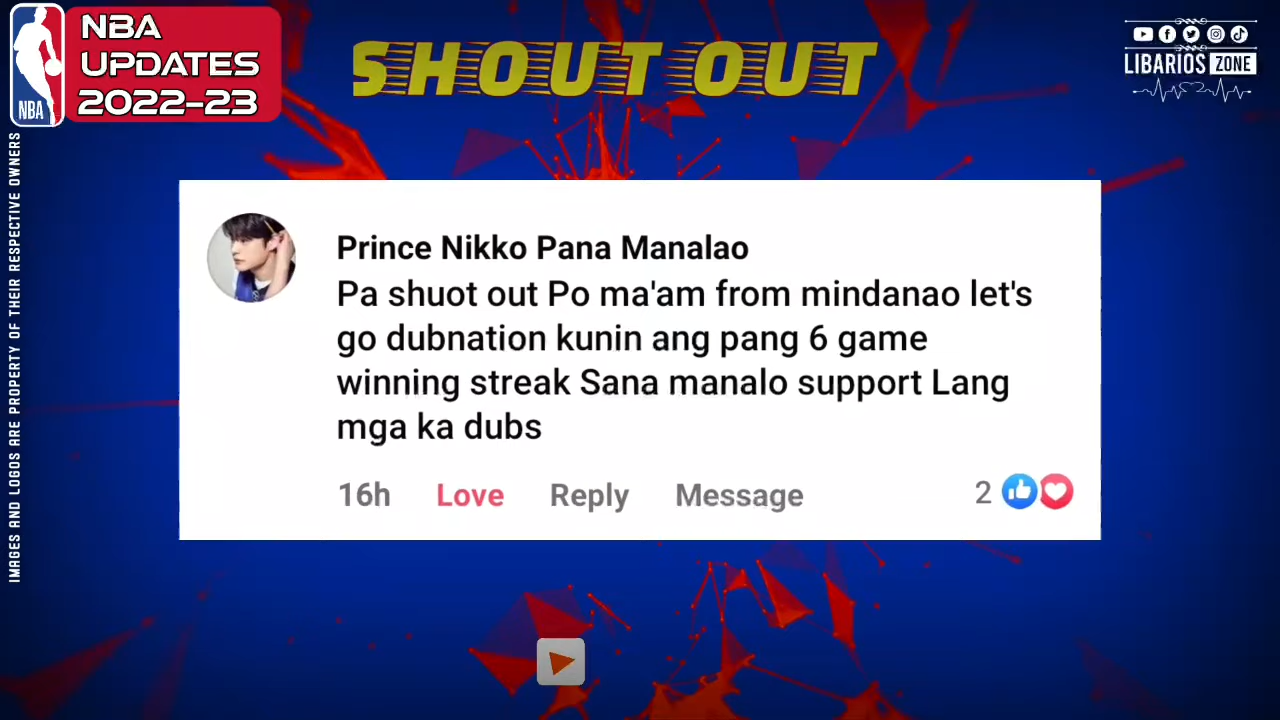 NBA
UPDATES
2022-23
NBA
SHOUT OUT
LIBARIOS ZONE
IMAGES AND LOGOS ARE PROPERTY OF THEIR RESPECTIVE OWNERS
Prince Nikko Pana Manalao
Pa shuot out Po ma'am from mindanao let's
go dubnation kunin ang pang 6 game
winning streak Sana manalo support Lang
mga ka dubs
16h Love Reply Message 2